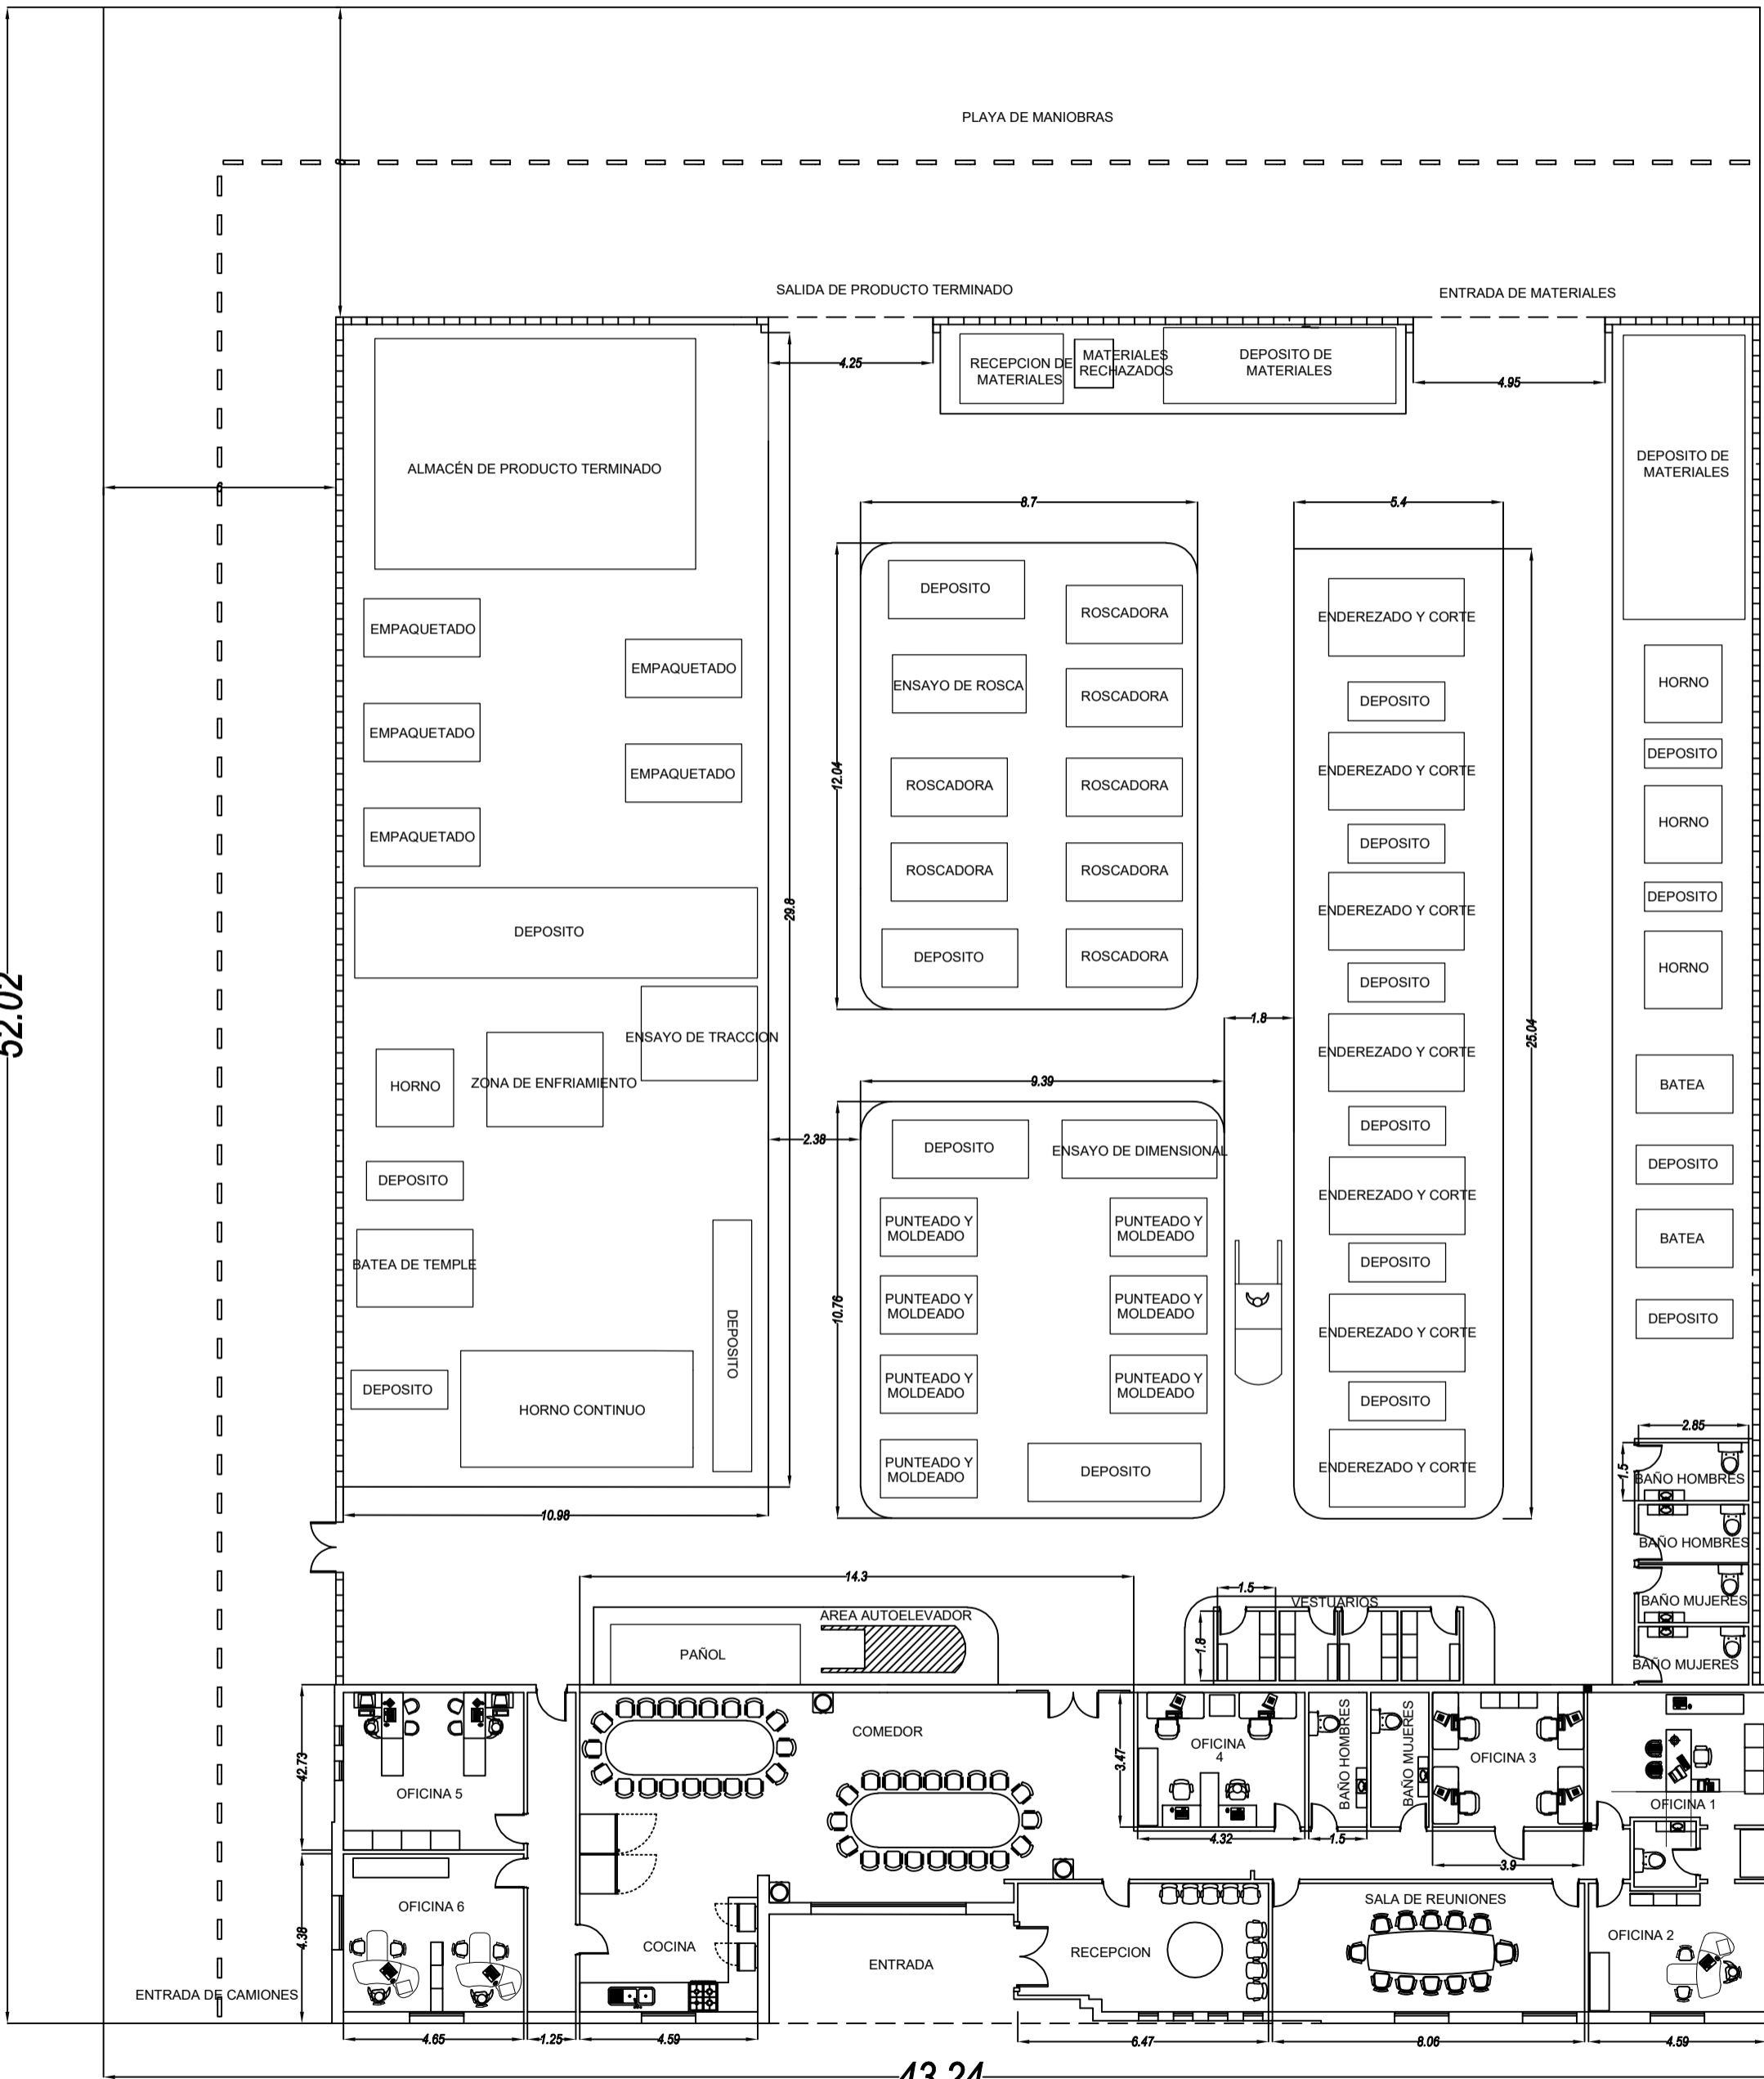 PLAYA DE MANIOBRAS
8
SALIDA DE PRODUCTO TERMINADO
ENTRADA DE MATERIALES
4.25
RECEPCION DE
MATERIALES
MATERIALES
RECHAZADOS
DEPOSITO DE
MATERIALES
4.95
ALMACÉN DE PRODUCTO TERMINADO
DEPOSITO DE
MATERIALES
6
8.7
5.4
DEPOSITO
ROSCADORA
ENDEREZADO Y CORTE
EMPAQUETADO
EMPAQUETADO
ENSAYO DE ROSCA
ROSCADORA
DEPOSITO
HORNO
EMPAQUETADO
EMPAQUETADO
12.04
ROSCADORA
ROSCADORA
ENDEREZADO Y CORTE
DEPOSITO
HORNO
EMPAQUETADO
ROSCADORA
ROSCADORA
DEPOSITO
DEPOSITO
29.8
DEPOSITO
ENDEREZADO Y CORTE
DEPOSITO
ROSCADORA
DEPOSITO
HORNO
52.02
ENSAYO DE TRACCION
1.8
ENDEREZADO Y CORTE
25.04
HORNO
ZONA DE ENFRIAMIENTO
9.39
BATEA
2.38
DEPOSITO
ENSAYO DE DIMENSIONAL
DEPOSITO
DEPOSITO
DEPOSITO
ENDEREZADO Y CORTE
PUNTEADO Y
MOLDEADO
PUNTEADO Y
MOLDEADO
BATEA
BATEA DE TEMPLE
DEPOSITO
10.76
PUNTEADO Y
MOLDEADO
PUNTEADO Y
MOLDEADO
DEPOSITO
ENDEREZADO Y CORTE
DEPOSITO
DEPOSITO
HORNO CONTINUO
PUNTEADO Y
MOLDEADO
PUNTEADO Y
MOLDEADO
DEPOSITO
2.85
PUNTEADO Y
MOLDEADO
DEPOSITO
ENDEREZADO Y CORTE
1.5
BAÑO HOMBRES
10.98
BAÑO HOMBRES
14.3
1.5
VESTUARIOS
BAÑO MUJERES
AREA AUTOELEVADOR
PAÑOL
1.8
BAÑO MUJERES
42.73
OFICINA 5
COMEDOR
3.47
OFICINA
4
BAÑO HOMBRES
BAÑO MUJERES
OFICINA 3
OFICINA 1
4.32
1.5
3.9
4.38
OFICINA 6
COCINA
ENTRADA
RECEPCION
SALA DE REUNIONES
OFICINA 2
ENTRADA DE CAMIONES
4.65
1.25
4.59
6.47
8.06
4.59
43.24